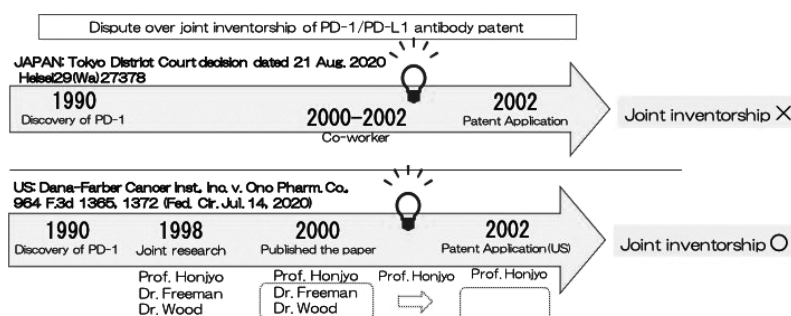 Dispute over joint inventorship of PD-1/PD-L1 antibody patent
JAPAN: Tokyo District Court decision dated 21 Aug. 2020
Heisei29(Wa)27378
1990
Discovery of PD-1
2000-2002
Co-worker
2002
Patent Application
Joint inventorship ×
US: Dana-Farber Cancer Inst. Inc. v. Ono Pharm. Co.,
964 F.3d 1365, 1372 (Fed. Cir. Jul. 14, 2020)
1990
Discovery of PD-1
1998
Joint research
2000
Published the paper
2002
Patent Application(US)
Joint inventorship ○
Prof. Honjyo
Dr. Freeman
Dr. Wood
Prof. Honjyo
Dr. Freeman
Dr. Wood
Prof. Honjyo
Prof. Honjyo